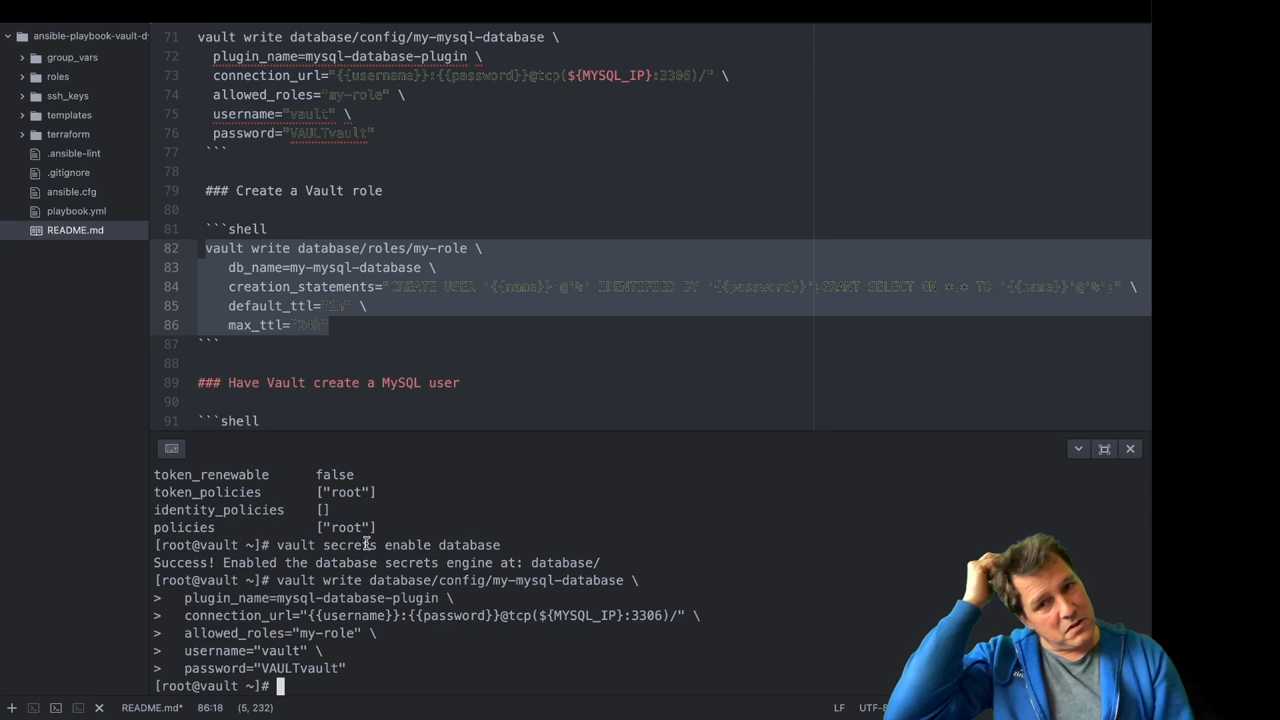 ansible-playbook-vault-dy
group_vars
roles
ssh_keys
templates
terraform
.ansible-lint
.gitignore
ansible.cfg
playbook.yml
README.md
71 vault write database/config/my-mysql-database \
72 plugin_name=mysql-database-plugin \
73 connection_url="{{username}}:{{password}}@tcp(${MYSQL_IP}:3306)/" \
74 allowed_roles="my-role" \
75 username="vault" \
76 password="VAULTvault"
77 ```
78
79 ### Create a Vault role
80
81 ```shell
82 vault write database/roles/my-role \
83 db_name=my-mysql-database \
84 creation_statements="CREATE USER '{{name}}'@'%' IDENTIFIED BY '{{password}}';GRANT SELECT ON *.* TO '{{name}}'@'%';" \
85 default_ttl="1h" \
86 max_ttl="24h"
87 ```
88
89 ### Have Vault create a MySQL user
90
91 ```shell
token_renewable false
token_policies ["root"]
identity_policies []
policies ["root"]
[root@vault ~]# vault secrets enable database
Success! Enabled the database secrets engine at: database/
[root@vault ~]# vault write database/config/my-mysql-database \
> plugin_name=mysql-database-plugin \
> connection_url="{{username}}:{{password}}@tcp(${MYSQL_IP}:3306)/" \
> allowed_roles="my-role" \
> username="vault" \
> password="VAULTvault"
[root@vault ~]#
README.md* 86:18 (5, 232) LF